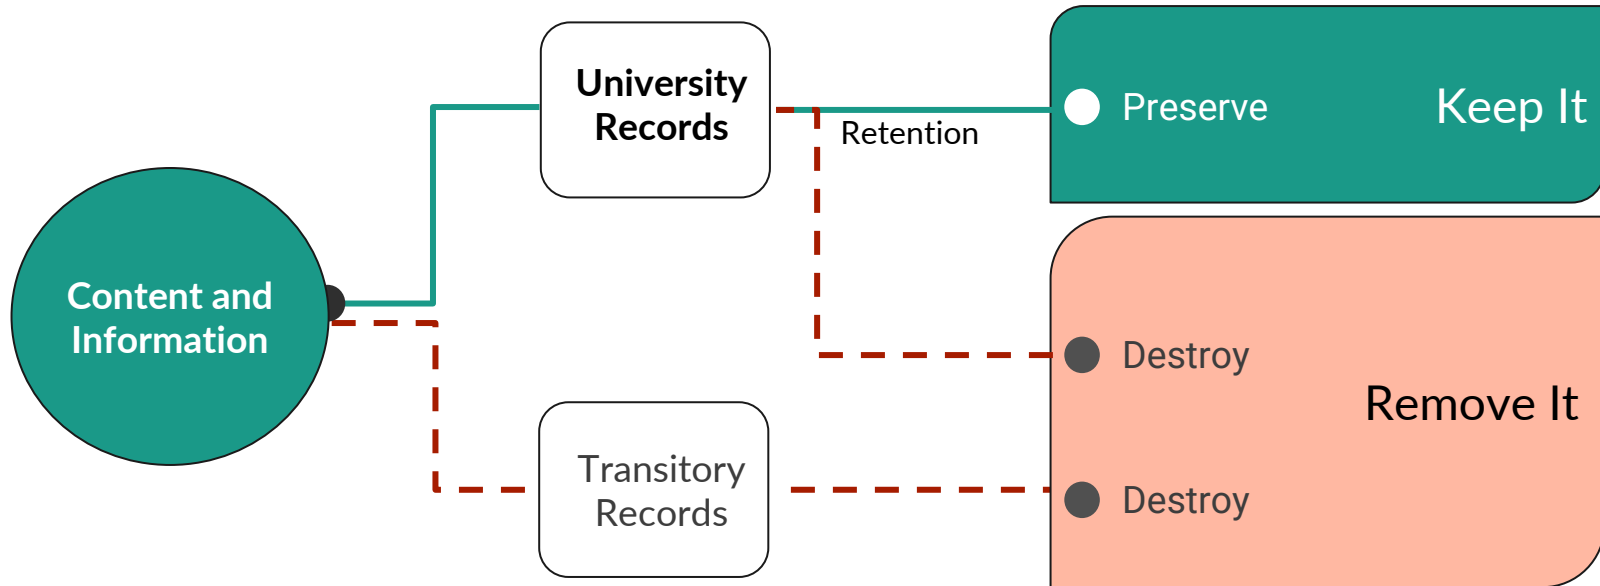 Content and
Information
University
Records
Retention
Preserve
Keep It
Transitory
Records
Destroy
Destroy
Remove It